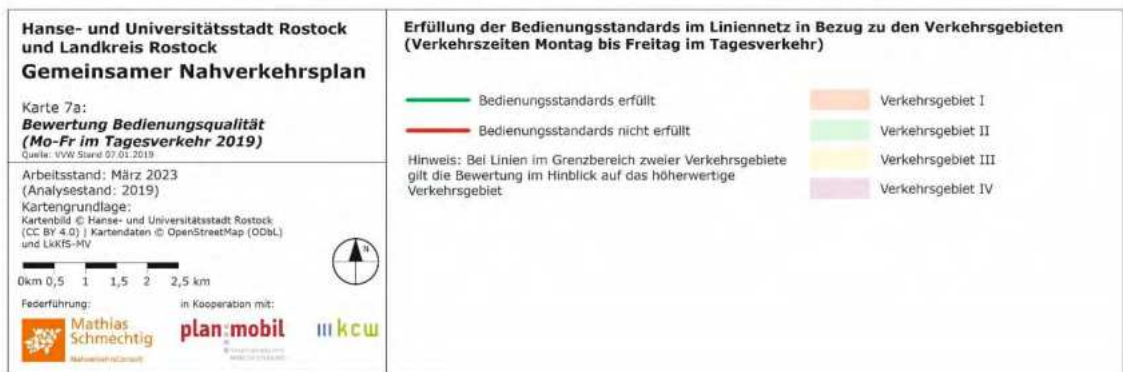 Hanse- und Universitätsstadt Rostock
und Landkreis Rostock
Gemeinsamer Nahverkehrsplan
Karte 7a:
Bewertung Bedienungsqualität
(Mo-Fr im Tagesverkehr 2019)
Quelle: VVW Stand 07.01.2019
Arbeitsstand: März 2023
(Analysestand: 2019)
Kartengrundlage:
Kartenbild © Hanse- und Universitätsstadt Rostock
(CC BY 4.0) | Kartendaten © OpenStreetMap (ODbL)
und LkKfS-MV
N
0km 0,5 1 1,5 2 2,5 km
Federführung:
in Kooperation mit:
Mathias
Schmechtig
NahverkehrsConsult
plan:mobil
kcw
Erfüllung der Bedienungsstandards im Liniennetz in Bezug zu den Verkehrsgebieten
(Verkehrszeiten Montag bis Freitag im Tagesverkehr)
Bedienungsstandards erfüllt
Bedienungsstandards nicht erfüllt
Hinweis: Bei Linien im Grenzbereich zweier Verkehrsgebiete
gilt die Bewertung im Hinblick auf das höherwertige
Verkehrsgebiet
Verkehrsgebiet I
Verkehrsgebiet II
Verkehrsgebiet III
Verkehrsgebiet IV